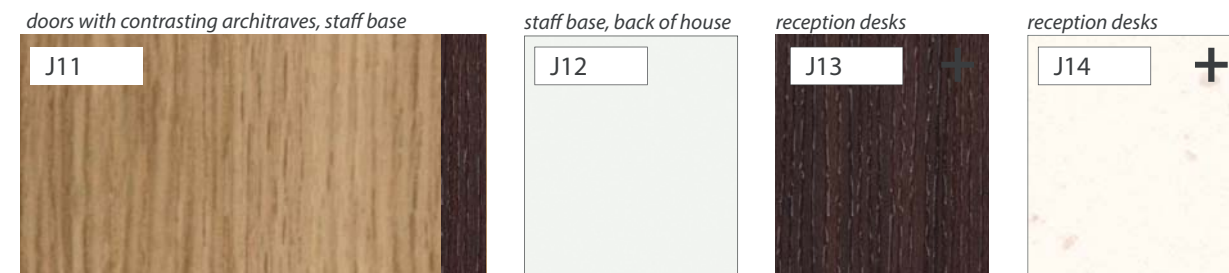 doors with contrasting architraves, staff base
staff base, back of house
reception desks
reception desks
J11
J12
J13
+
J14
+